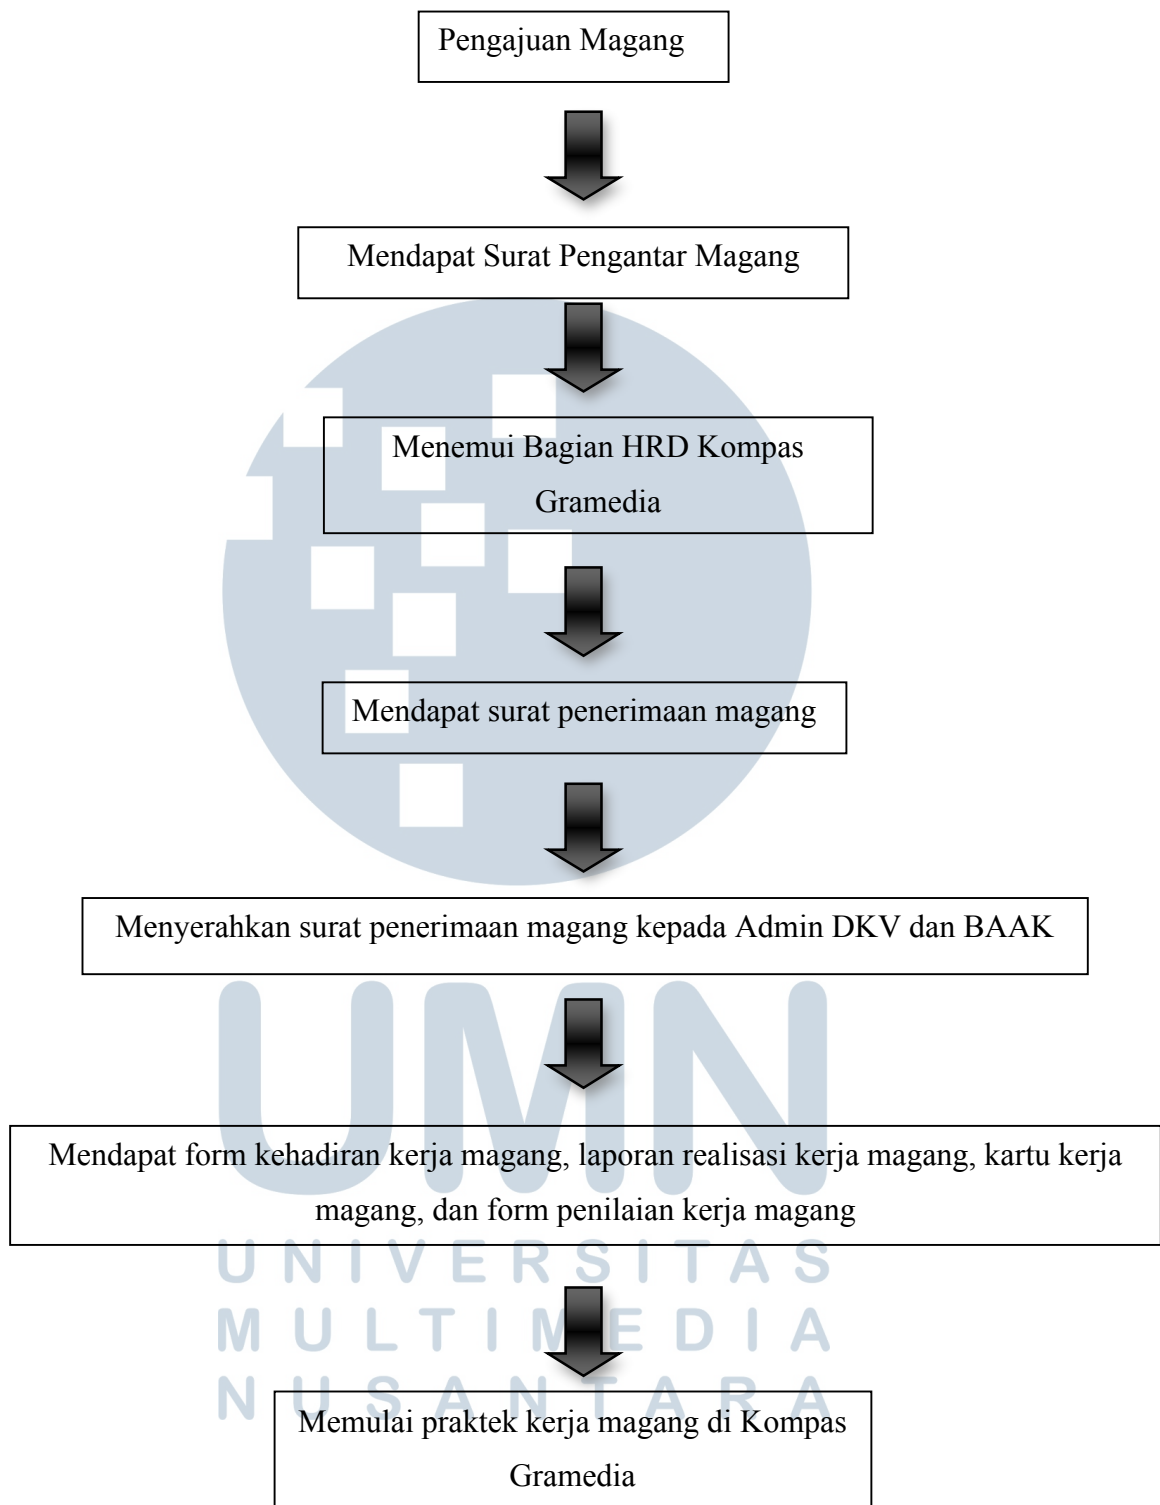 Pengajuan Magang
Mendapat Surat Pengantar Magang
Menemui Bagian HRD Kompas
Gramedia
Mendapat surat penerimaan magang
Menyerahkan surat penerimaan magang kepada Admin DKV dan BAAK
UMN
Mendapat form kehadiran kerja magang, laporan realisasi kerja magang, kartu kerja
magang, dan form penilaian kerja magang
UNIVERSITAS
MULTIMEDIA
NUSANTARA
Memulai praktek kerja magang di Kompas
Gramedia